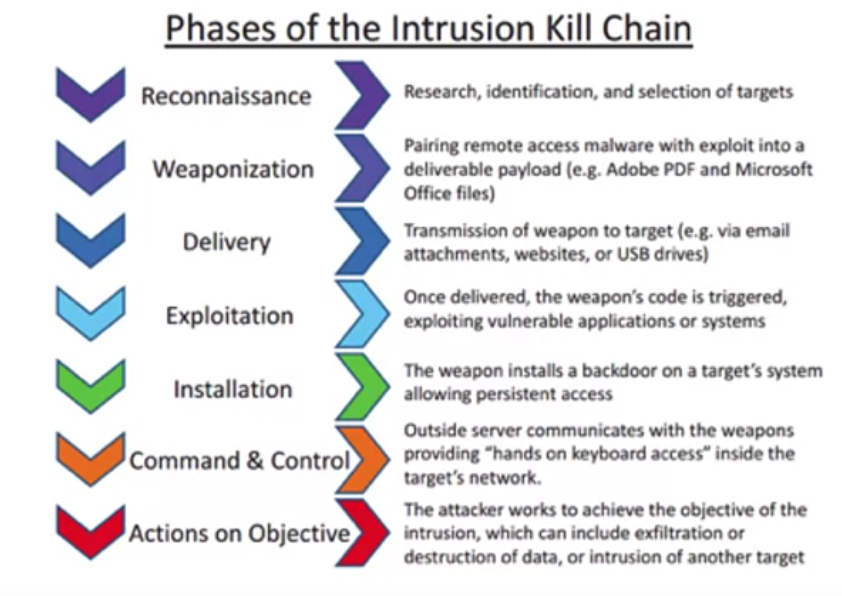 Phases of the Intrusion Kill Chain
Reconnaissance
Research, identification, and selection of targets
Weaponization
Pairing remote access malware with exploit into a
deliverable payload (e.g. Adobe PDF and Microsoft
Office files)
Delivery
Transmission of weapon to target (e.g. via email
attachments, websites, or USB drives)
Exploitation
Once delivered, the weapon's code is triggered,
exploiting vulnerable applications or systems
Installation
The weapon installs a backdoor on a target's system
allowing persistent access
Command & Control
Outside server communicates with the weapons
providing "hands on keyboard access" inside the
target's network.
Actions on Objective
The attacker works to achieve the objective of the
intrusion, which can include exfiltration or
destruction of data, or intrusion of another target